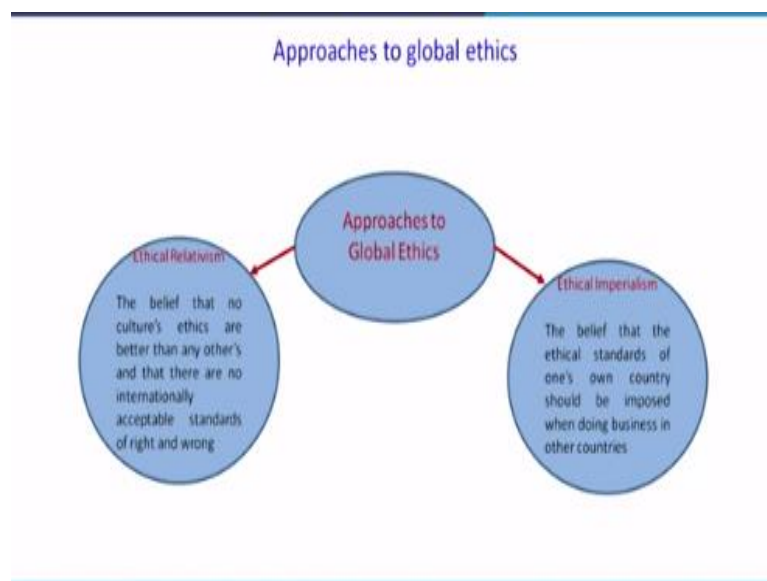 Approaches to global ethics
Approaches to
Global Ethics
Ethical Relativism
The belief that no
culture's ethics are
better than any other's
and that there are no
internationally
acceptable standards
of right and wrong
Ethical Imperialism
The belief that the
ethical standards of
one's own country
should be imposed
when doing business in
other countries